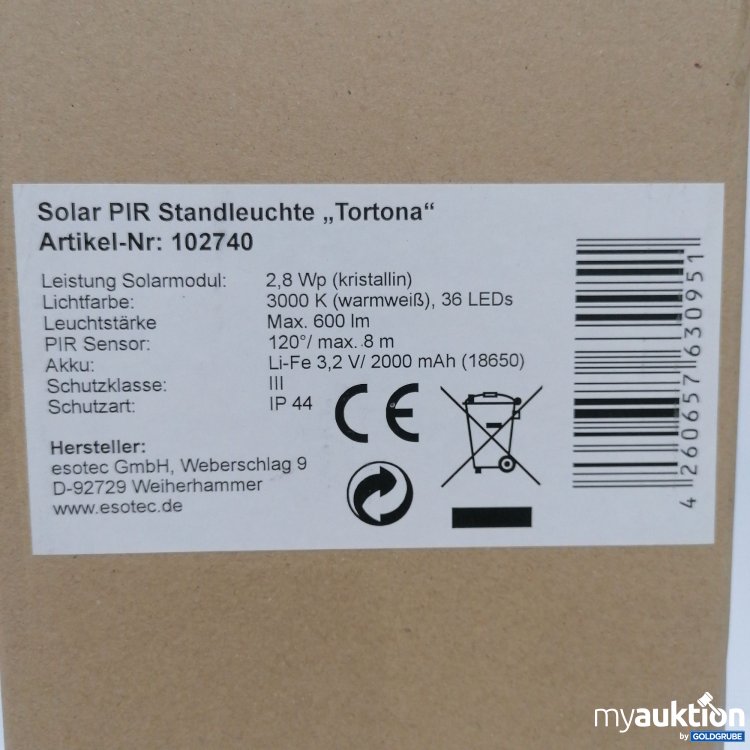 Solar PIR Standleuchte „Tortona“
Artikel-Nr: 102740
Leistung Solarmodul: 2,8 Wp (kristallin)
Lichtfarbe: 3000 K (warmweiß), 36 LEDs
Leuchtstärke Max. 600 lm
PIR Sensor: 120°/ max. 8 m
Akku: Li-Fe 3,2 V/ 2000 mAh (18650)
Schutzklasse: III
Schutzart: IP 44
Hersteller:
esotec GmbH, Weberschlag 9
D-92729 Weiherhammer
www.esotec.de
CE
4 260657 630951
myauktion
by GOLDGRUBE